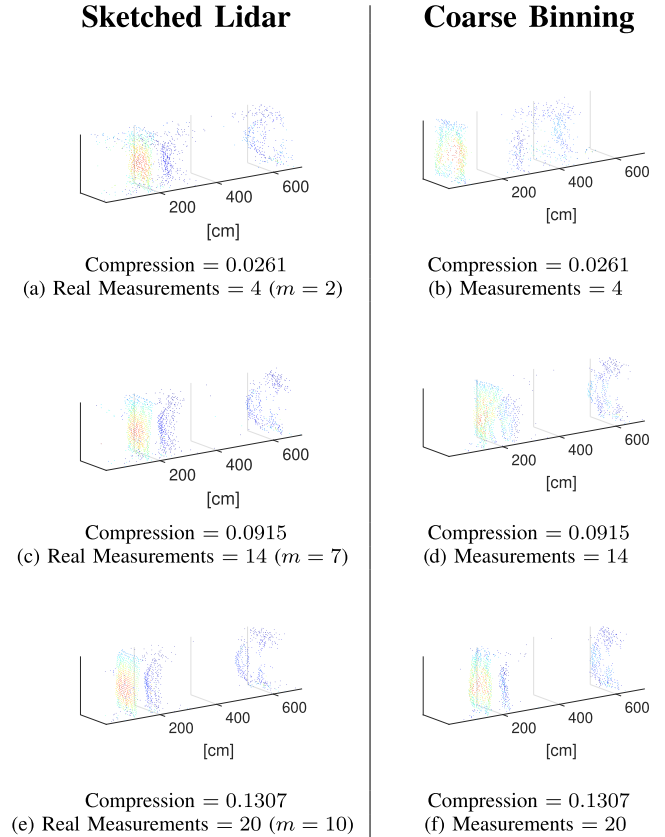 Sketched Lidar
Coarse Binning
200 400 600
[cm]
200 400 600
[cm]
Compression = 0.0261
(a) Real Measurements = 4 (m = 2)
Compression = 0.0261
(b) Measurements = 4
200 400 600
[cm]
200 400 600
[cm]
Compression = 0.0915
(c) Real Measurements = 14 (m = 7)
Compression = 0.0915
(d) Measurements = 14
200 400 600
[cm]
200 400 600
[cm]
Compression = 0.1307
(e) Real Measurements = 20 (m = 10)
Compression = 0.1307
(f) Measurements = 20